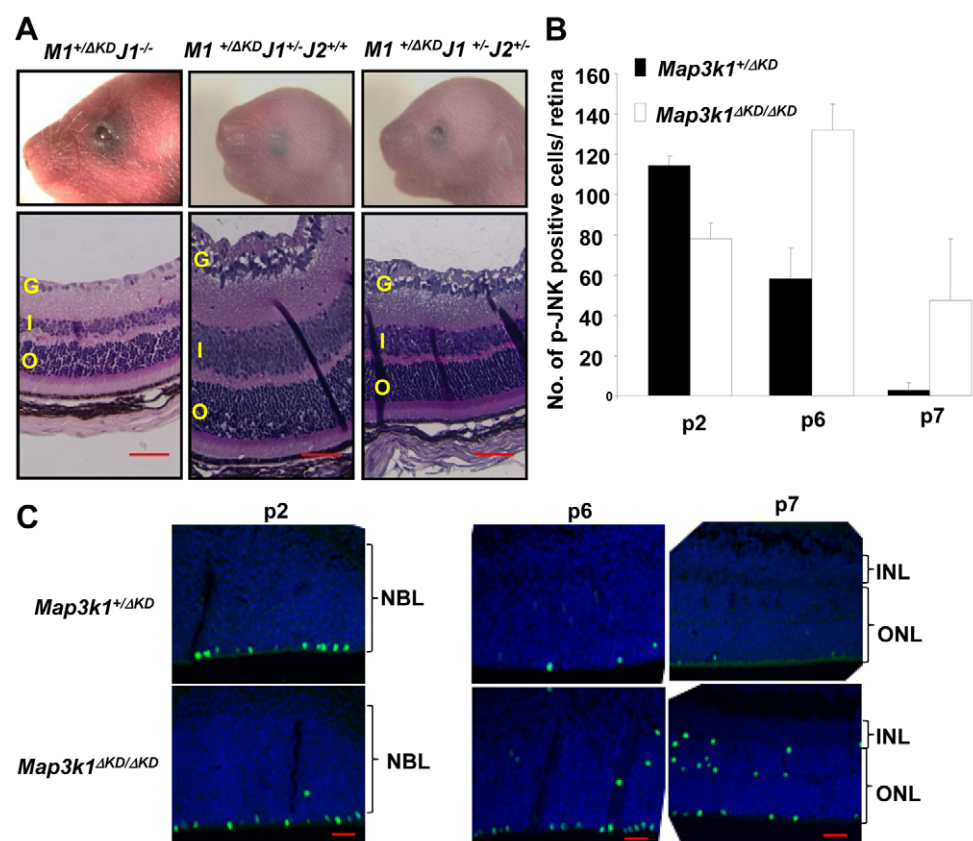 A
M1+/ΔKDJ1-/-
M1 +/ΔKDJ1+/-J2+/+
M1 +/ΔKDJ1 +/-J2+/-
G
I
O
G
I
O
G
I
O
B
No. of p-JNK positive cells/ retina
160
140
120
100
80
60
40
20
0
Map3k1+/ΔKD
Map3k1ΔKD/ΔKD
p2
p6
p7
C
p2
p6
p7
Map3k1+/ΔKD
NBL
INL
ONL
Map3k1ΔKD/ΔKD
NBL
INL
ONL